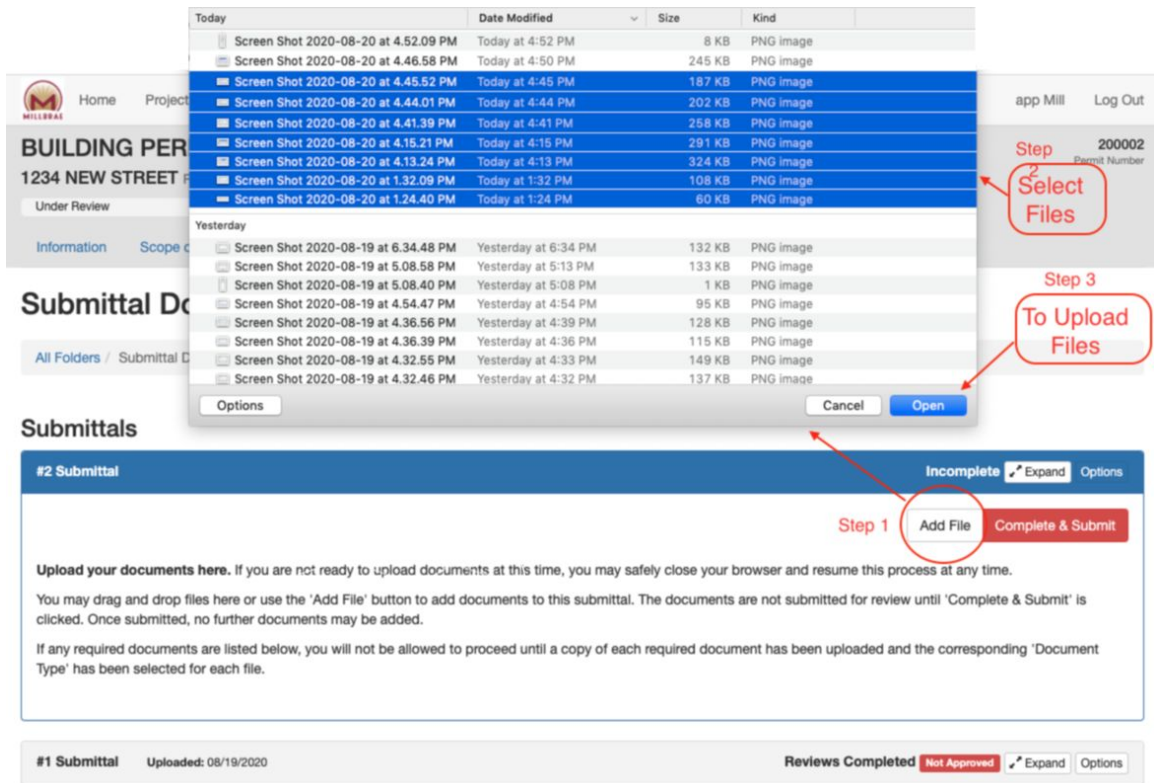 Today Date Modified Size Kind
Screen Shot 2020-08-20 at 4.52.09 PM Today at 4:52 PM 8 KB PNG image
Screen Shot 2020-08-20 at 4.46.58 PM Today at 4:50 PM 245 KB PNG image
Screen Shot 2020-08-20 at 4.45.52 PM Today at 4:45 PM 187 KB PNG image
Screen Shot 2020-08-20 at 4.44.01 PM Today at 4:44 PM 202 KB PNG image
Screen Shot 2020-08-20 at 4.41.39 PM Today at 4:41 PM 258 KB PNG image
Screen Shot 2020-08-20 at 4.15.21 PM Today at 4:15 PM 291 KB PNG image
Screen Shot 2020-08-20 at 4.13.24 PM Today at 4:13 PM 324 KB PNG image
Screen Shot 2020-08-20 at 1.32.09 PM Today at 1:32 PM 108 KB PNG image
Screen Shot 2020-08-20 at 1.24.40 PM Today at 1:24 PM 60 KB PNG image
Yesterday
Screen Shot 2020-08-19 at 6.34.48 PM Yesterday at 6:34 PM 132 KB PNG image
Screen Shot 2020-08-19 at 5.08.58 PM Yesterday at 5:13 PM 133 KB PNG image
Screen Shot 2020-08-19 at 5.08.40 PM Yesterday at 5:08 PM 1 KB PNG image
Screen Shot 2020-08-19 at 4.54.47 PM Yesterday at 4:54 PM 95 KB PNG image
Screen Shot 2020-08-19 at 4.36.56 PM Yesterday at 4:39 PM 128 KB PNG image
Screen Shot 2020-08-19 at 4.36.39 PM Yesterday at 4:36 PM 115 KB PNG image
Screen Shot 2020-08-19 at 4.32.55 PM Yesterday at 4:33 PM 149 KB PNG image
Screen Shot 2020-08-19 at 4.32.46 PM Yesterday at 4:32 PM 137 KB PNG image
Options Cancel Open
MILLBRAE
Home Project app Mill Log Out
BUILDING PER 200002
Permit Number
1234 NEW STREET
Under Review
Information Scope
Step
2
Select
Files
Step 3
To Upload
Files
Submittal Do
All Folders / Submittal D
Submittals
#2 Submittal Incomplete Expand Options
Step 1 Add File Complete & Submit
Upload your documents here. If you are not ready to upload documents at this time, you may safely close your browser and resume this process at any time.
You may drag and drop files here or use the 'Add File' button to add documents to this submittal. The documents are not submitted for review until 'Complete & Submit' is
clicked. Once submitted, no further documents may be added.
If any required documents are listed below, you will not be allowed to proceed until a copy of each required document has been uploaded and the corresponding 'Document
Type' has been selected for each file.
#1 Submittal Uploaded: 08/19/2020 Reviews Completed Not Approved Expand Options